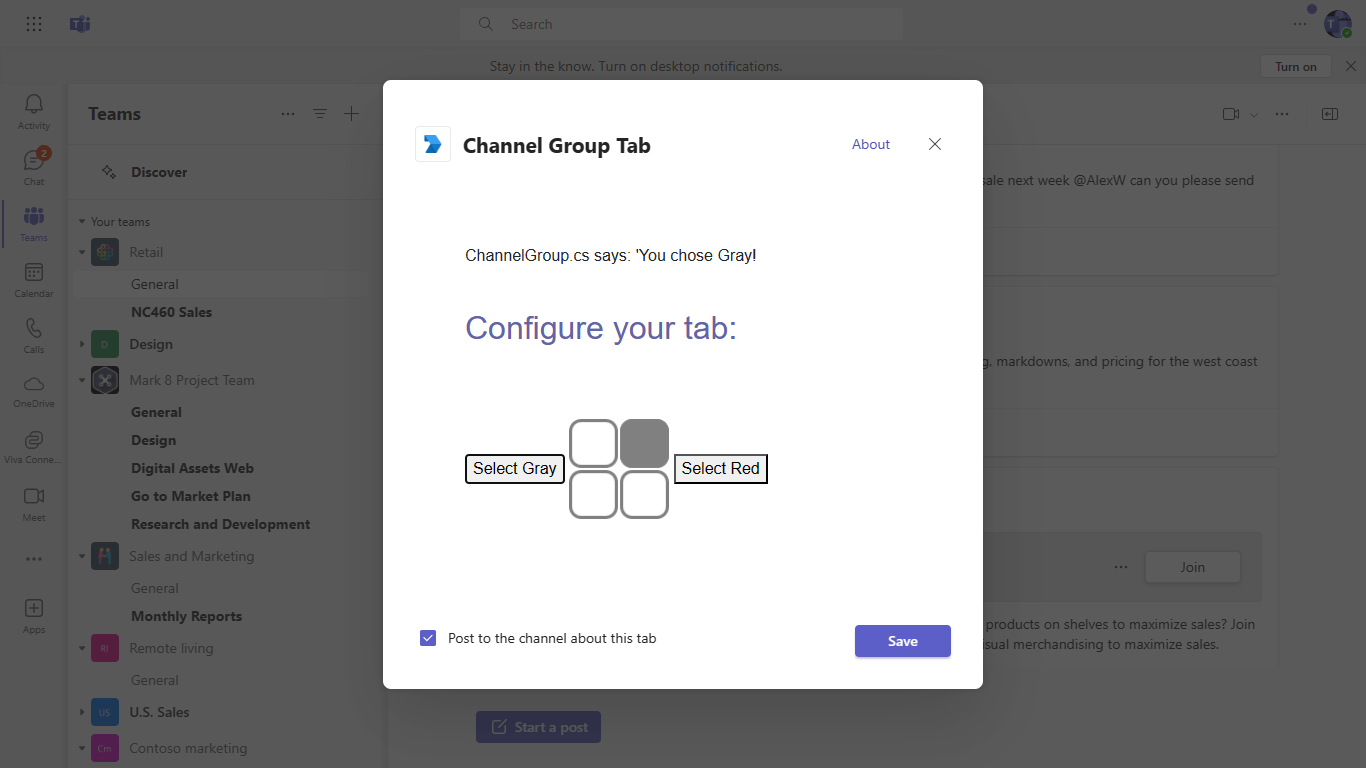 Search
Stay in the know. Turn on desktop notifications.
Turn on
Activity
Chat
2
Teams
Calendar
Calls
OneDrive
Viva Conne...
Meet
Apps
Teams
Discover
Your teams
Retail
General
NC460 Sales
D
Design
Mark 8 Project Team
General
Design
Digital Assets Web
Go to Market Plan
Research and Development
Sales and Marketing
General
Monthly Reports
RI
Remote living
General
US
U.S. Sales
Cm
Contoso marketing
Channel Group Tab
About
ChannelGroup.cs says: 'You chose Gray!
Configure your tab:
Select Gray
Select Red
Post to the channel about this tab
Save
sale next week @AlexW can you please send
g, markdowns, and pricing for the west coast
Join
products on shelves to maximize sales? Join
sual merchandising to maximize sales.
Start a post